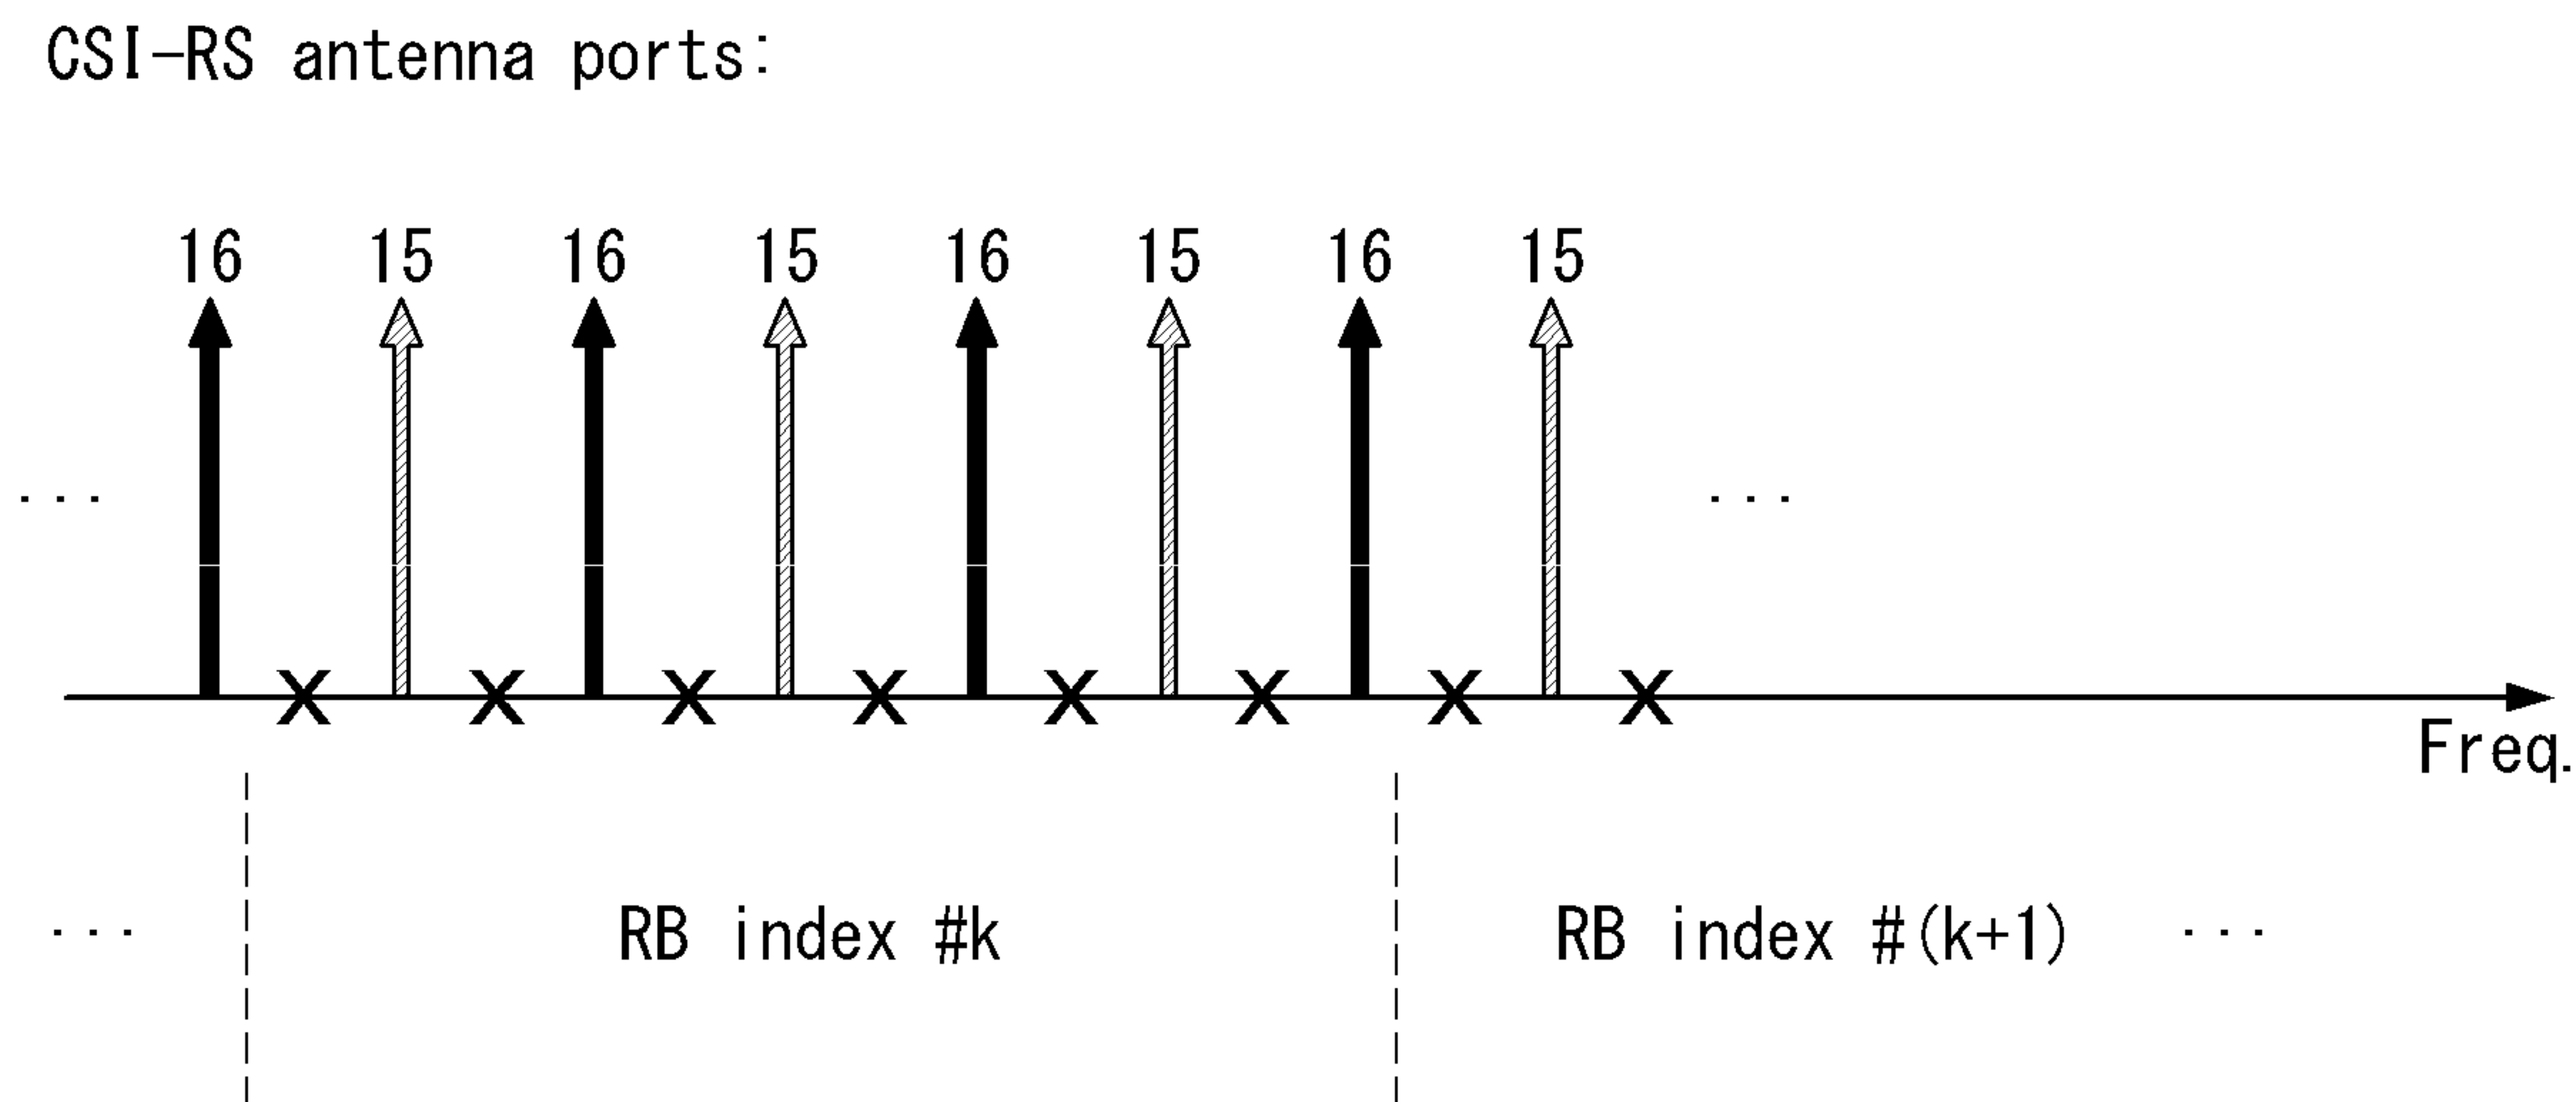 CSI-RS antenna ports:
16 15 16 15 16 15 16 15
... ...
X X X X X X X X
Freq.
... RB index #k RB index #(k+1) ...